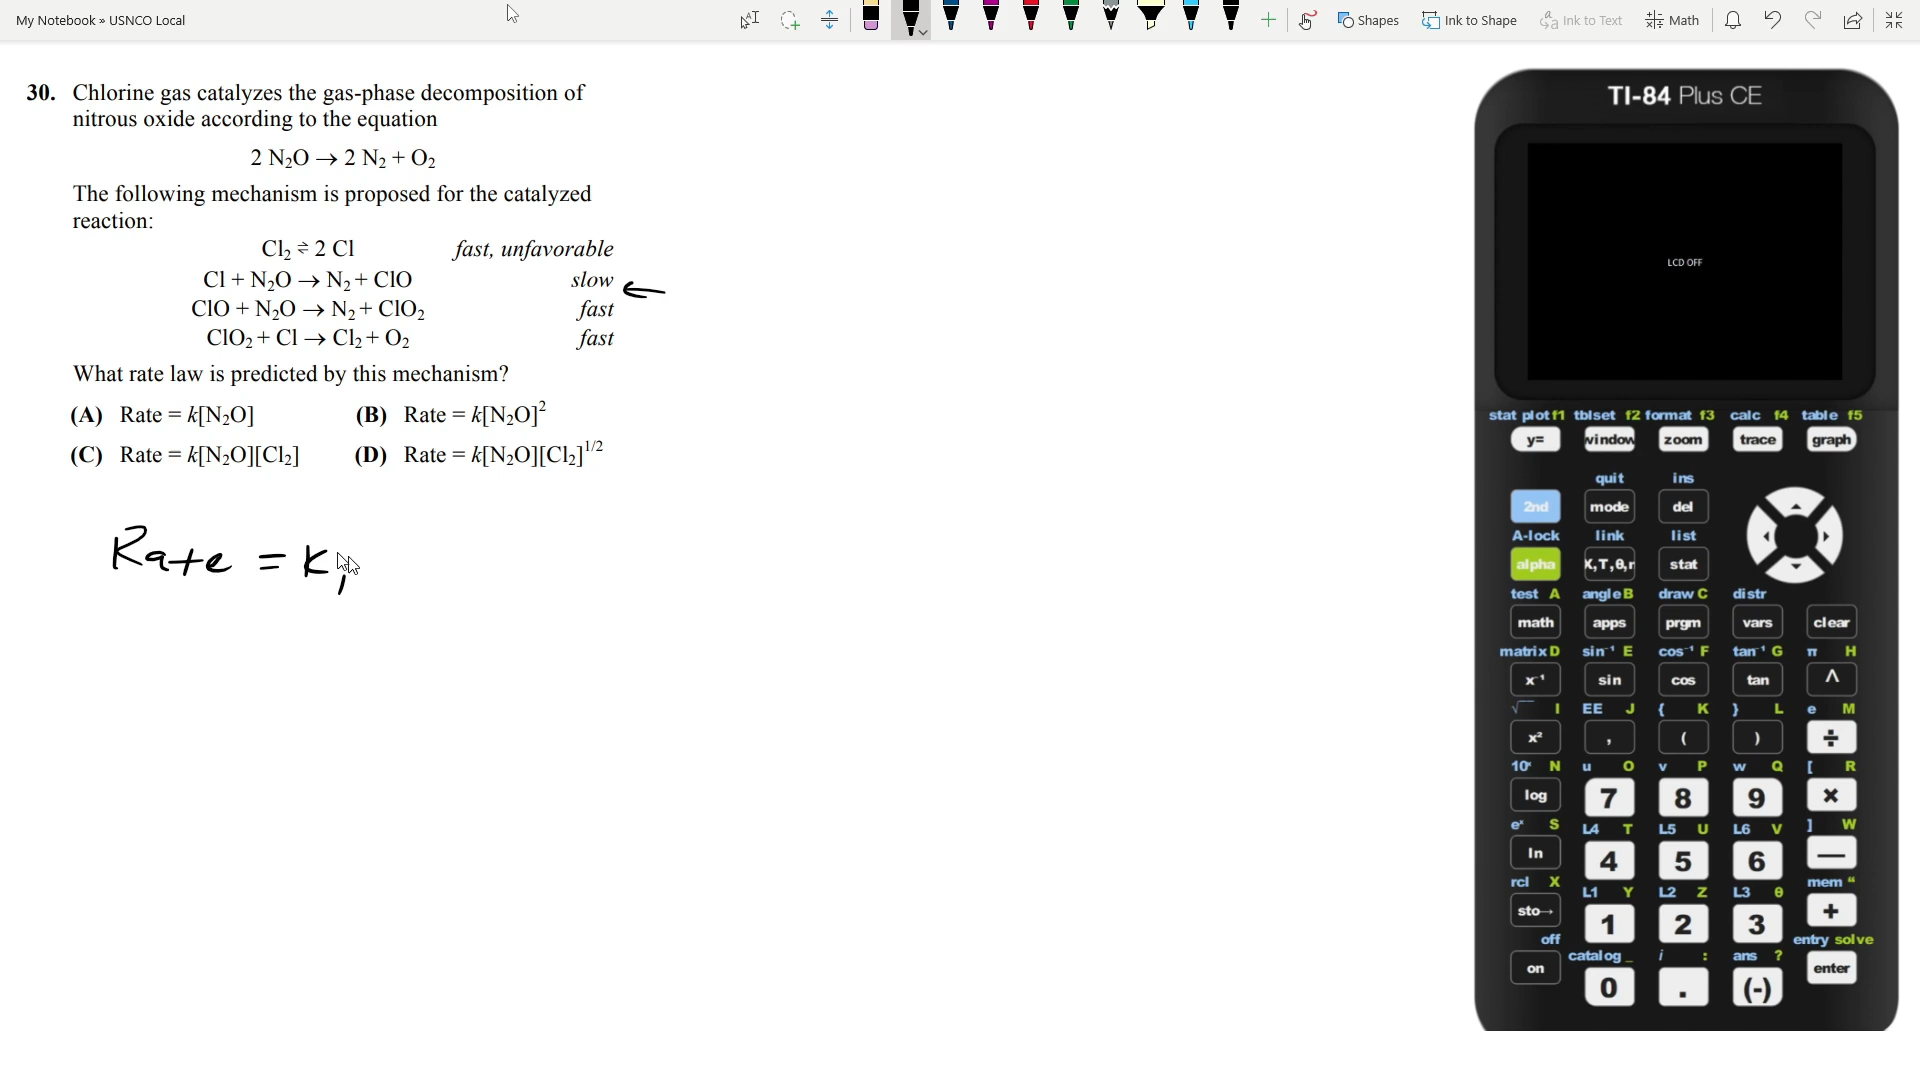 My Notebook » USNCO Local
Shapes
Ink to Shape
Ink to Text
Math
30. Chlorine gas catalyzes the gas-phase decomposition of
nitrous oxide according to the equation
2 N₂O → 2 N₂ + O₂
The following mechanism is proposed for the catalyzed
reaction:
Cl₂ ⇌ 2 Cl fast, unfavorable
Cl + N₂O → N₂ + ClO slow
ClO + N₂O → N₂ + ClO₂ fast
ClO₂ + Cl → Cl₂ + O₂ fast
What rate law is predicted by this mechanism?
(A) Rate = k[N₂O] (B) Rate = k[N₂O]²
(C) Rate = k[N₂O][Cl₂] (D) Rate = k[N₂O][Cl₂]^1/2
Rate = k,
TI-84 Plus CE
LCD OFF
stat plot f1 tblset f2 format f3 calc f4 table f5
y= window zoom trace graph
quit ins
2nd mode del
A-lock link list
alpha X,T,θ,n stat
test A angle B draw C distr
math apps prgm vars clear
matrix D sin⁻¹ E cos⁻¹ F tan⁻¹ G π H
x⁻¹ sin cos tan ^
√ I EE J { K } L e M
x² , ( ) ÷
10ˣ N u O v P w Q [ R
log 7 8 9 ×
eˣ S L4 T L5 U L6 V ] W
ln 4 5 6 —
rcl X L1 Y L2 Z L3 θ mem "
sto→ 1 2 3 +
off catalog _ i : ans ? entry solve
on 0 . (-) enter